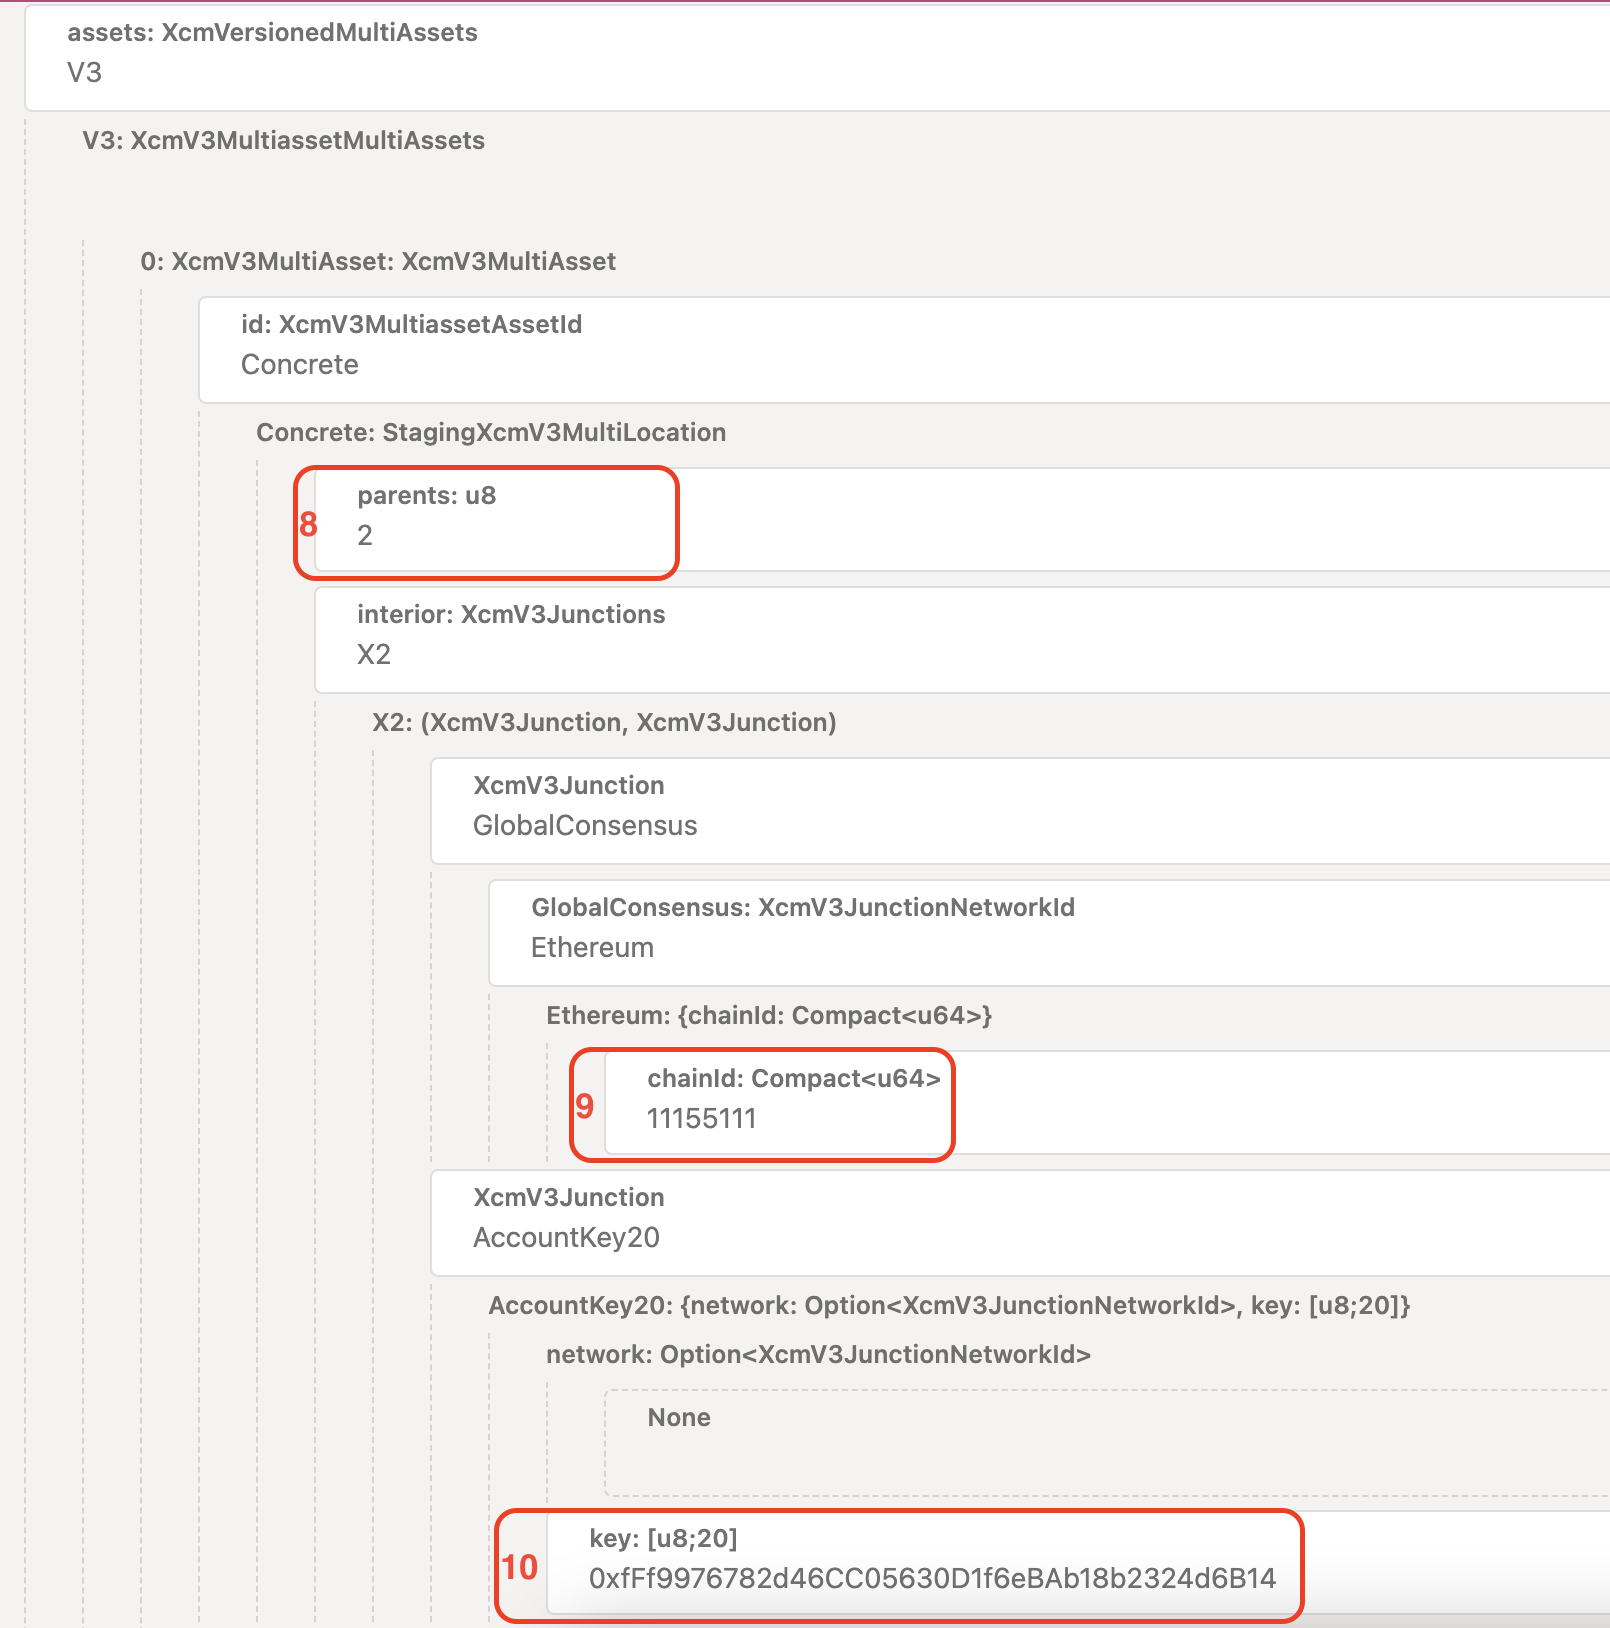 assets: XcmVersionedMultiAssets
V3
V3: XcmV3MultiassetMultiAssets
0: XcmV3MultiAsset: XcmV3MultiAsset
id: XcmV3MultiassetAssetId
Concrete
Concrete: StagingXcmV3MultiLocation
parents: u8
8
2
interior: XcmV3Junctions
X2
X2: (XcmV3Junction, XcmV3Junction)
XcmV3Junction
GlobalConsensus
GlobalConsensus: XcmV3JunctionNetworkId
Ethereum
Ethereum: {chainId: Compact<u64>}
chainId: Compact<u64>
9
11155111
XcmV3Junction
AccountKey20
AccountKey20: {network: Option<XcmV3JunctionNetworkId>, key: [u8;20]}
network: Option<XcmV3JunctionNetworkId>
None
key: [u8;20]
10
0xfFf9976782d46CC05630D1f6eBAb18b2324d6B14